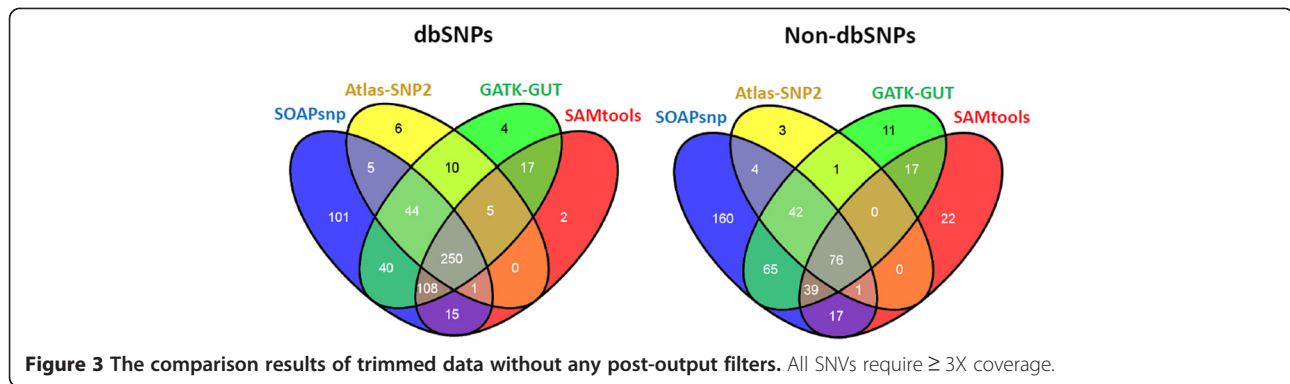 dbSNPs
Non-dbSNPs
Atlas-SNP2
GATK-GUT
SOAPsnp
SAMtools
6
4
5
10
17
101
44
5
2
40
250
0
108
1
15
Atlas-SNP2
GATK-GUT
SOAPsnp
SAMtools
3
11
4
1
17
160
42
0
22
65
76
0
39
1
17
Figure 3 The comparison results of trimmed data without any post-output filters. All SNVs require ≥ 3X coverage.